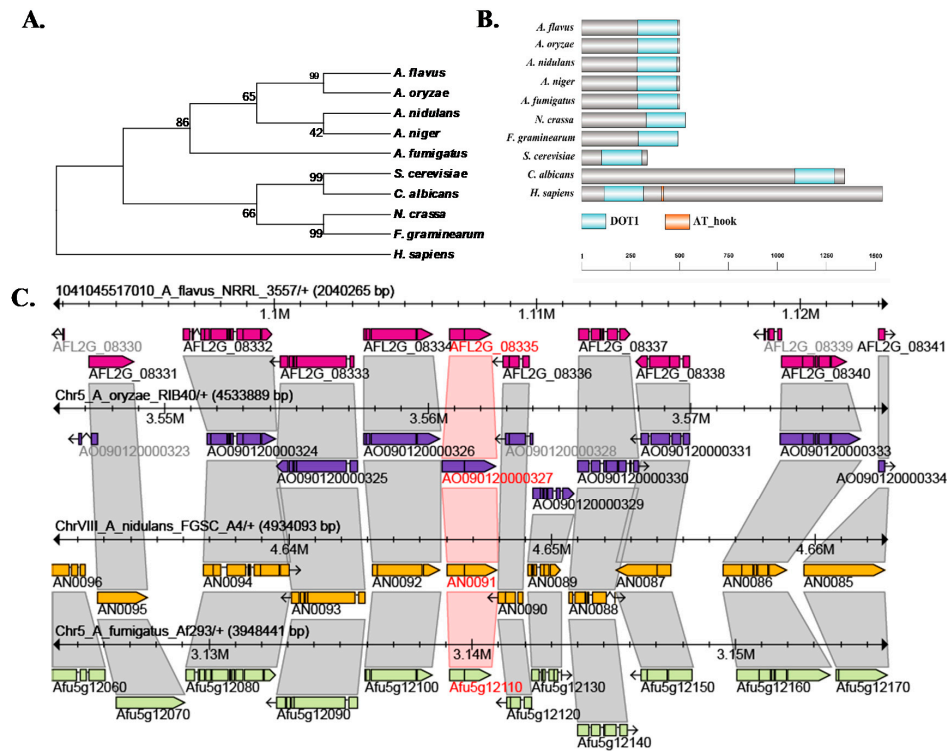 A.
99
A. flavus
A. oryzae
65
A. nidulans
86
42
A. niger
A. fumigatus
99
S. cerevisiae
C. albicans
66
N. crassa
99
F. graminearum
H. sapiens
B.
A. flavus
A. oryzae
A. nidulans
A. niger
A. fumigatus
N. crassa
F. graminearum
S. cerevisiae
C. albicans
H. sapiens
DOT1 AT_hook
1 250 500 750 1000 1250 1500
C.
1041045517010_A_flavus_NRRL_3557/+ (2040265 bp)
1.1M 1.11M 1.12M
AFL2G_08330 AFL2G_08332 AFL2G_08334 AFL2G_08335 AFL2G_08337 AFL2G_08339 AFL2G_08341
AFL2G_08331 AFL2G_08333 AFL2G_08336 AFL2G_08338 AFL2G_08340
Chr5_A_oryzae_RIB40/+ (4533889 bp)
3.55M 3.56M 3.57M
AO090120000323 AO090120000324 AO090120000326 AO090120000328 AO090120000331 AO090120000333
AO090120000325 AO090120000327 AO090120000330 AO090120000334
AO090120000329
ChrVIII_A_nidulans_FGSC_A4/+ (4934093 bp)
4.64M 4.65M 4.66M
AN0096 AN0094 AN0092 AN0091 AN0089 AN0087 AN0086 AN0085
AN0095 AN0093 AN0090 AN0088
Chr5_A_fumigatus_Af293/+ (3948441 bp)
3.13M 3.14M 3.15M
Afu5g12060 Afu5g12080 Afu5g12100 Afu5g12110 Afu5g12130 Afu5g12150 Afu5g12160 Afu5g12170
Afu5g12070 Afu5g12090 Afu5g12120
Afu5g12140